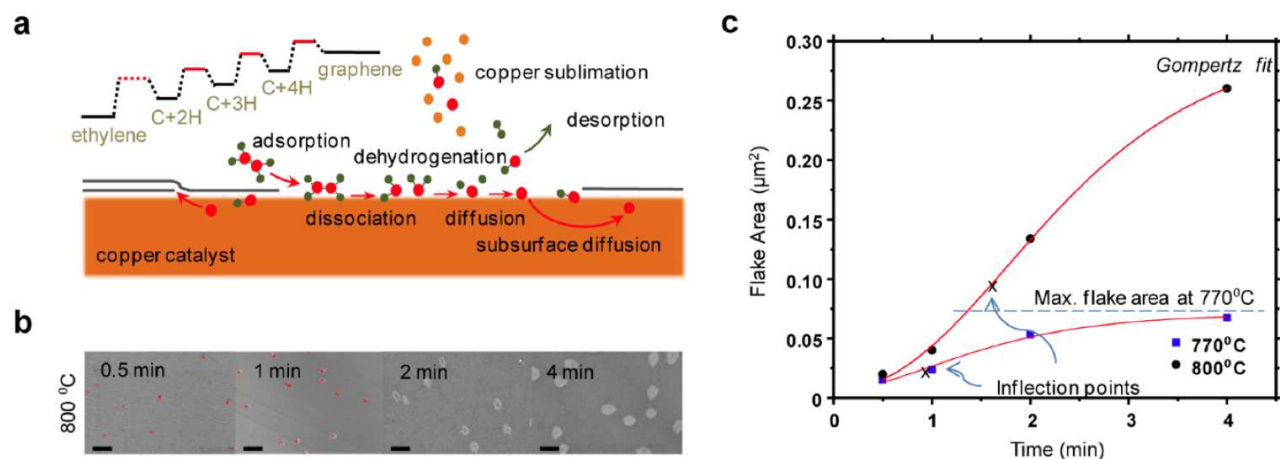 a
graphene
C+4H
C+3H
C+2H
ethylene
copper sublimation
desorption
adsorption
dehydrogenation
dissociation
diffusion
subsurface diffusion
copper catalyst
b
800 ⁰C
0.5 min
1 min
2 min
4 min
c
Flake Area (µm²)
0.30
0.25
0.20
0.15
0.10
0.05
0
Gompertz fit
x
Max. flake area at 770⁰C
770⁰C
800⁰C
x
Inflection points
0
1
2
3
4
Time (min)